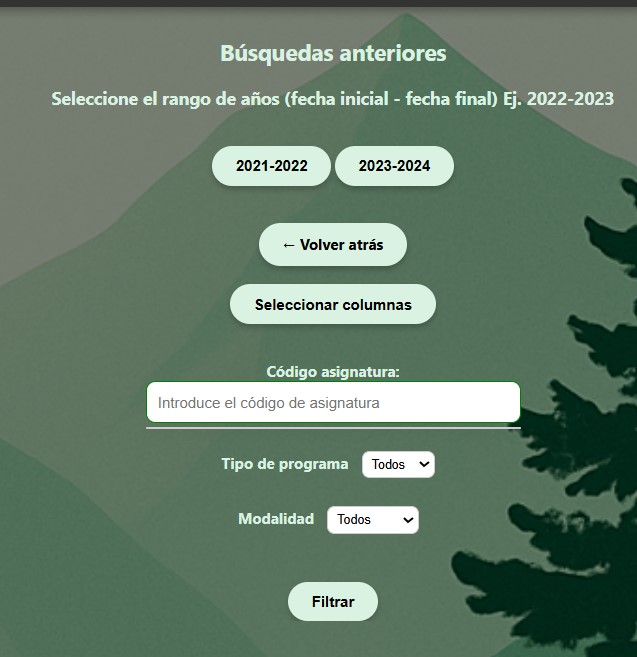 Búsquedas anteriores
Seleccione el rango de años (fecha inicial - fecha final) Ej. 2022-2023
2021-2022 2023-2024
← Volver atrás
Seleccionar columnas
Código asignatura:
Introduce el código de asignatura
Tipo de programa Todos
Modalidad Todos
Filtrar